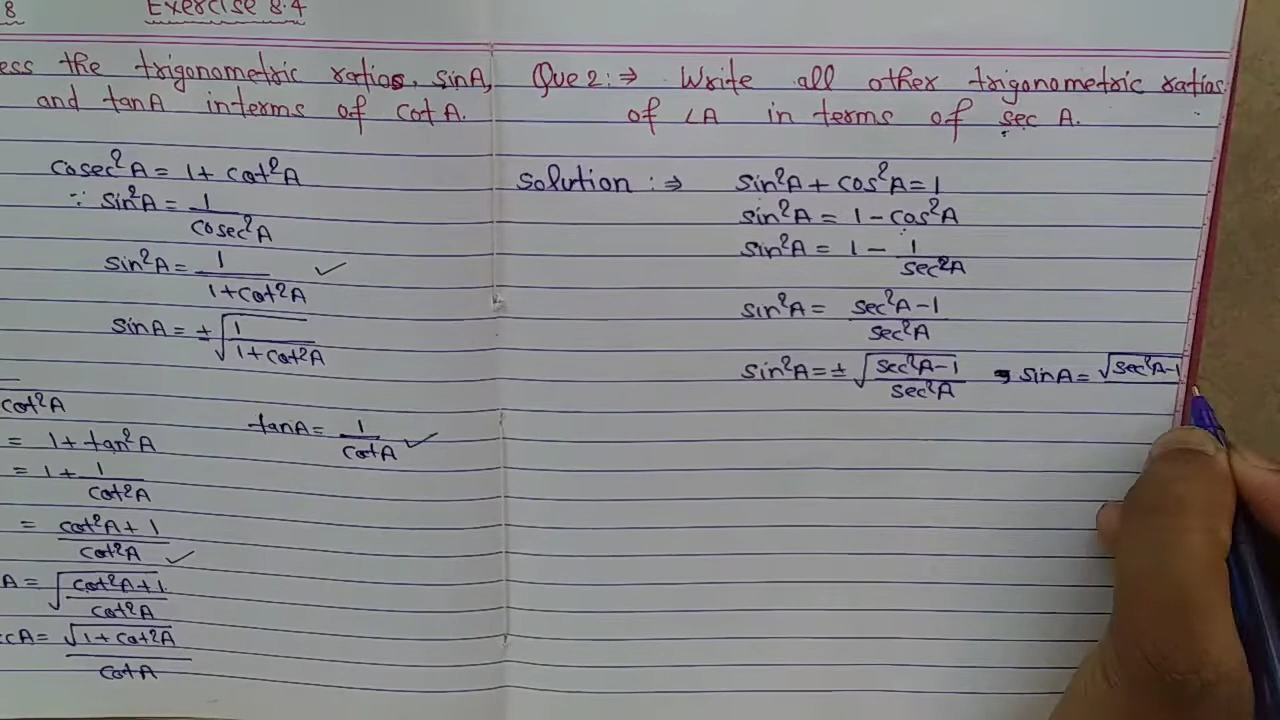 8 Exercise 8.4
ess the trigonometric ratios, sinA,
and tanA interms of cot A.
cosec²A = 1 + cot²A
∵ sin²A = 1/cosec²A
sin²A = 1/1+cot²A ✓
sinA = ±√1/1+cot²A
cot²A
tanA = 1/cotA ✓
= 1 + tan²A
= 1 + 1/cot²A
= cot²A + 1/cot²A ✓
A = √cot²A+1/cot²A
cA = √1+cot²A/cotA
Que 2:⇒ Write all other trigonometric ratios
of ∠A in terms of sec A.
Solution :⇒ sin²A + cos²A = 1
sin²A = 1 - cos²A
sin²A = 1 - 1/sec²A
sin²A = sec²A - 1/sec²A
sin²A = ± √sec²A-1/sec²A sinA = √sec²A-1